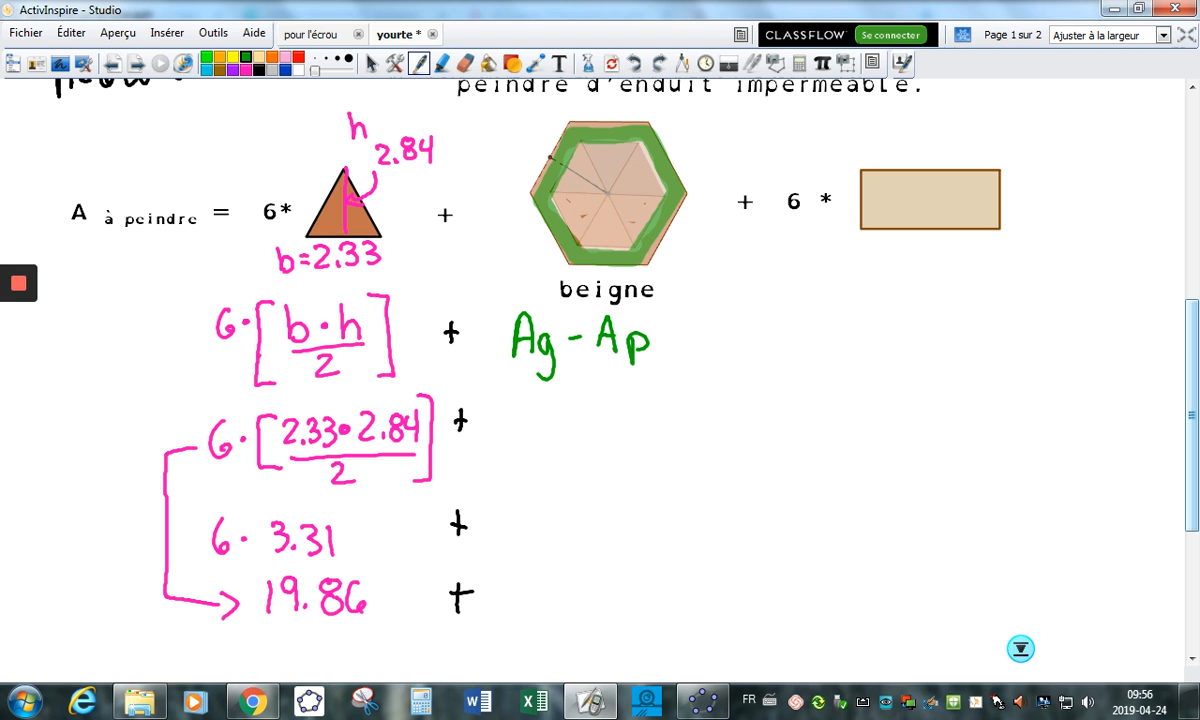 ActivInspire - Studio
Fichier Éditer Aperçu Insérer Outils Aide pour l'écrou yourte * CLASSFLOW Se connecter Page 1 sur 2 Ajuster à la largeur
peindre d'enduit imperméable.
h
2.84
A à peindre = 6* + + 6 *
b=2.33
beigne
6·[b·h/2] + Ag - Ap
6·[2.33·2.84/2] +
6·3.31 +
19.86 +
FR 09:56
2019-04-24